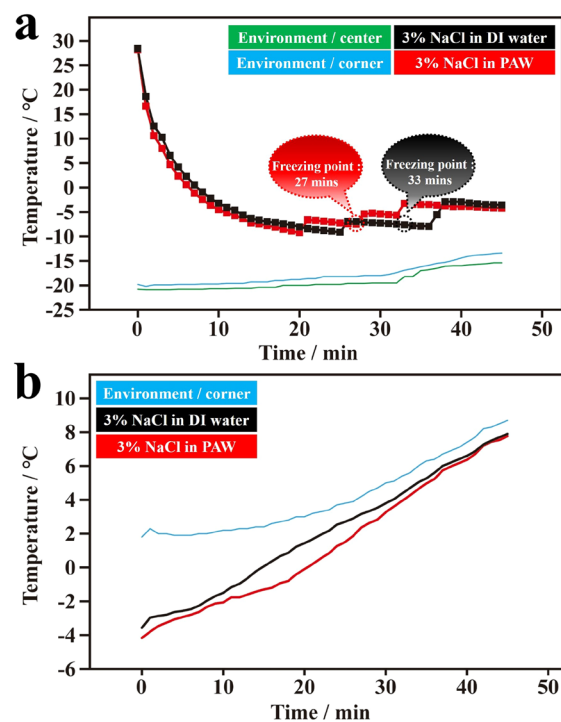 a
Environment / center
3% NaCl in DI water
Environment / corner
3% NaCl in PAW
Temperature / °C
30
25
20
15
10
5
0
-5
-10
-15
-20
-25
Freezing point
27 mins
Freezing point
33 mins
0
10
20
30
40
50
Time / min
b
Environment / corner
3% NaCl in DI water
3% NaCl in PAW
Temperature / °C
10
8
6
4
2
0
-2
-4
-6
0
10
20
30
40
50
Time / min